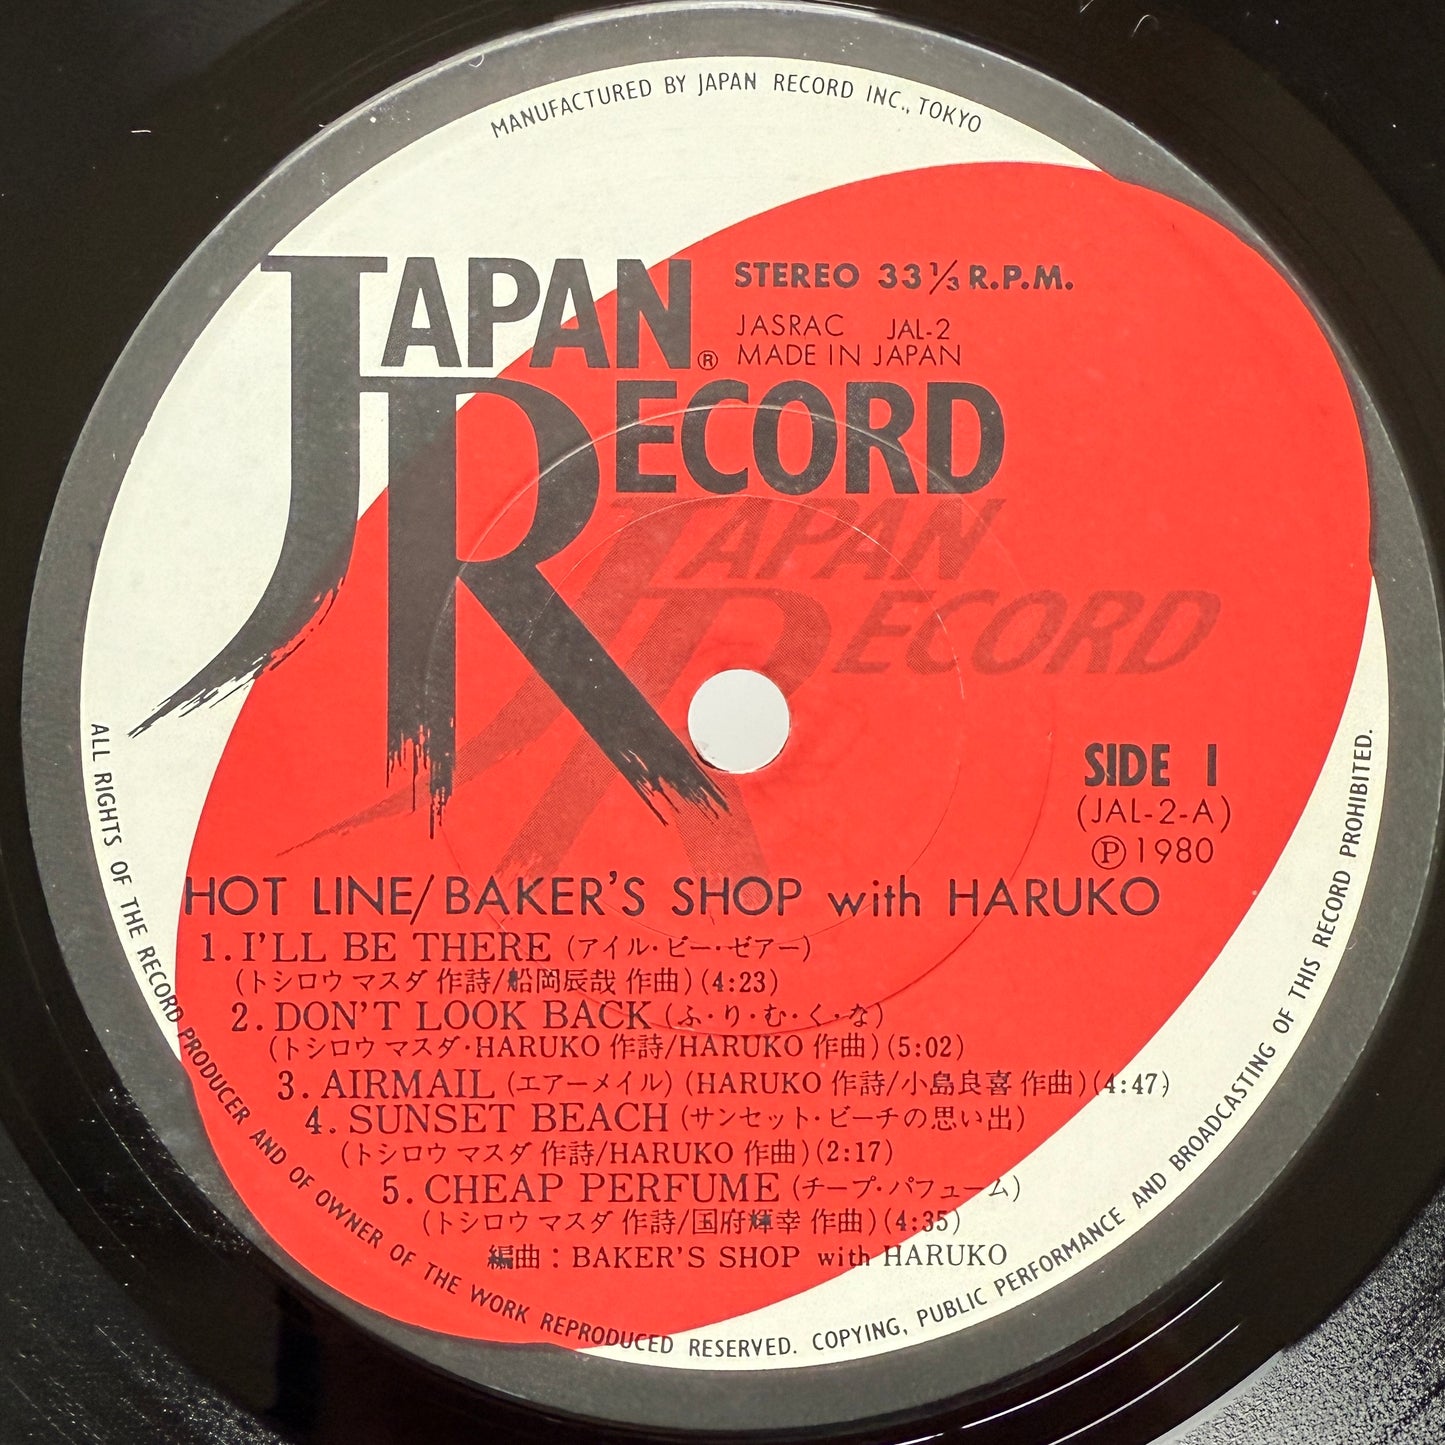 MANUFACTURED BY JAPAN RECORD INC., TOKYO
JAPAN
RECORD
®
STEREO 33⅓ R.P.M.
JASRAC JAL-2
MADE IN JAPAN
JAPAN
RECORD
SIDE 1
(JAL-2-A)
Ⓟ1980
HOT LINE/BAKER'S SHOP with HARUKO
1. I'LL BE THERE (アイル・ビー・ゼアー)
(トシロウ マスダ 作詩/船岡辰哉 作曲)(4:23)
2. DON'T LOOK BACK (ふ・り・む・く・な)
(トシロウ マスダ・HARUKO 作詩/HARUKO 作曲)(5:02)
3. AIRMAIL (エアーメイル) (HARUKO 作詩/小島良喜 作曲)(4:47)
4. SUNSET BEACH (サンセット・ビーチの思い出)
(トシロウ マスダ 作詩/HARUKO 作曲)(2:17)
5. CHEAP PERFUME (チープ・パフューム)
(トシロウ マスダ 作詩/国府輝幸 作曲)(4:35)
編曲：BAKER'S SHOP with HARUKO
ALL RIGHTS OF THE RECORD PRODUCER AND OF OWNER OF THE WORK REPRODUCED RESERVED. COPYING, PUBLIC PERFORMANCE AND BROADCASTING OF THIS RECORD PROHIBITED.